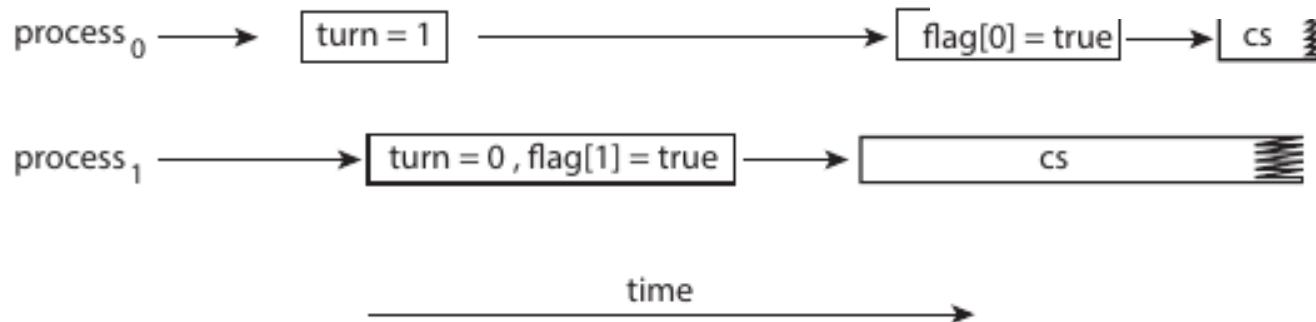 process0 turn = 1 flag[0] = true cs
process1 turn = 0 , flag[1] = true cs
time